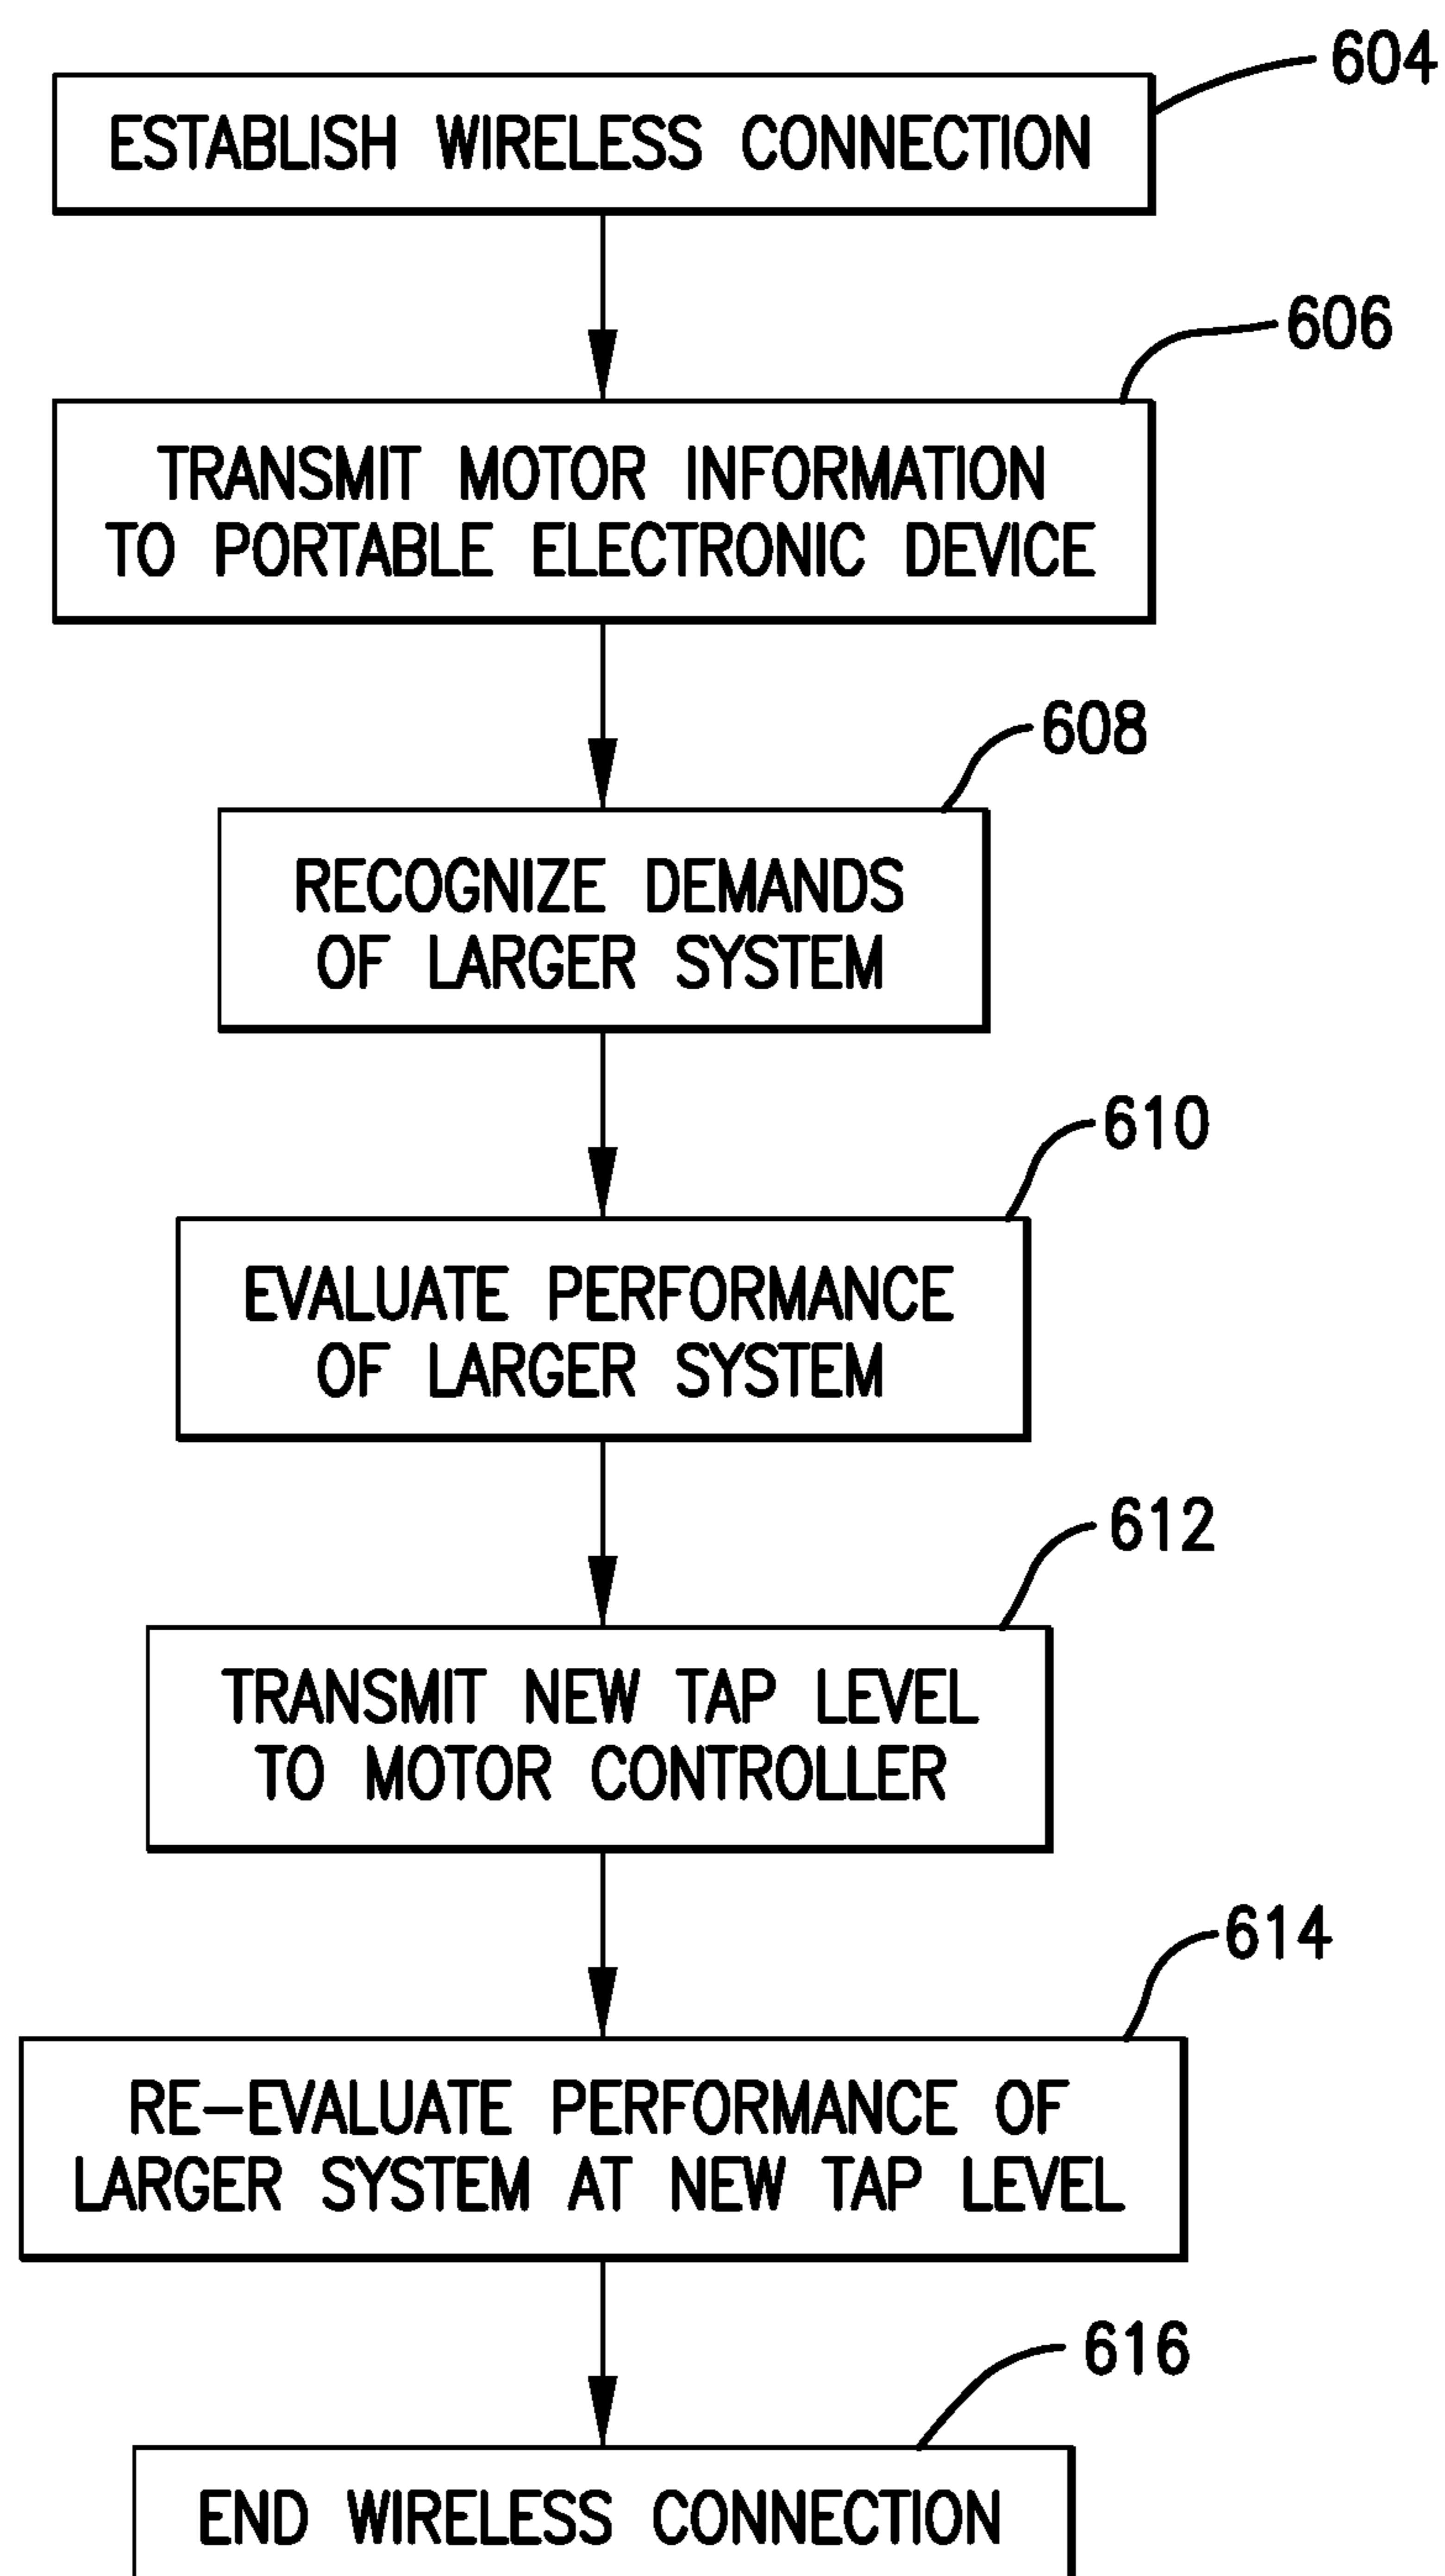 604
ESTABLISH WIRELESS CONNECTION
606
TRANSMIT MOTOR INFORMATION
TO PORTABLE ELECTRONIC DEVICE
608
RECOGNIZE DEMANDS
OF LARGER SYSTEM
610
EVALUATE PERFORMANCE
OF LARGER SYSTEM
612
TRANSMIT NEW TAP LEVEL
TO MOTOR CONTROLLER
614
RE-EVALUATE PERFORMANCE OF
LARGER SYSTEM AT NEW TAP LEVEL
616
END WIRELESS CONNECTION